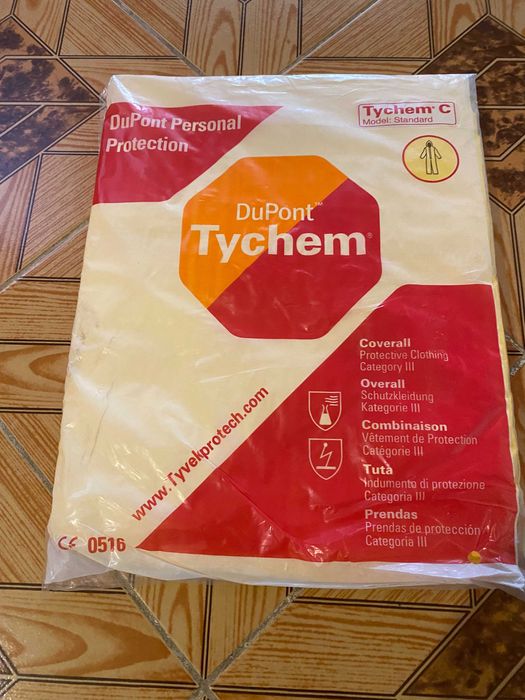 DuPont Personal
Protection
Tychem® C
Model: Standard
DuPont™
Tychem®
Coverall
Protective Clothing
Category III
Overall
Schutzkleidung
Kategorie III
Combinaison
Vêtement de Protection
Catégorie III
Tuta
Indumento di protezione
Categoria III
Prendas
Prendas de protección
Categoría III
www.Tyvekprotech.com
CE 0516